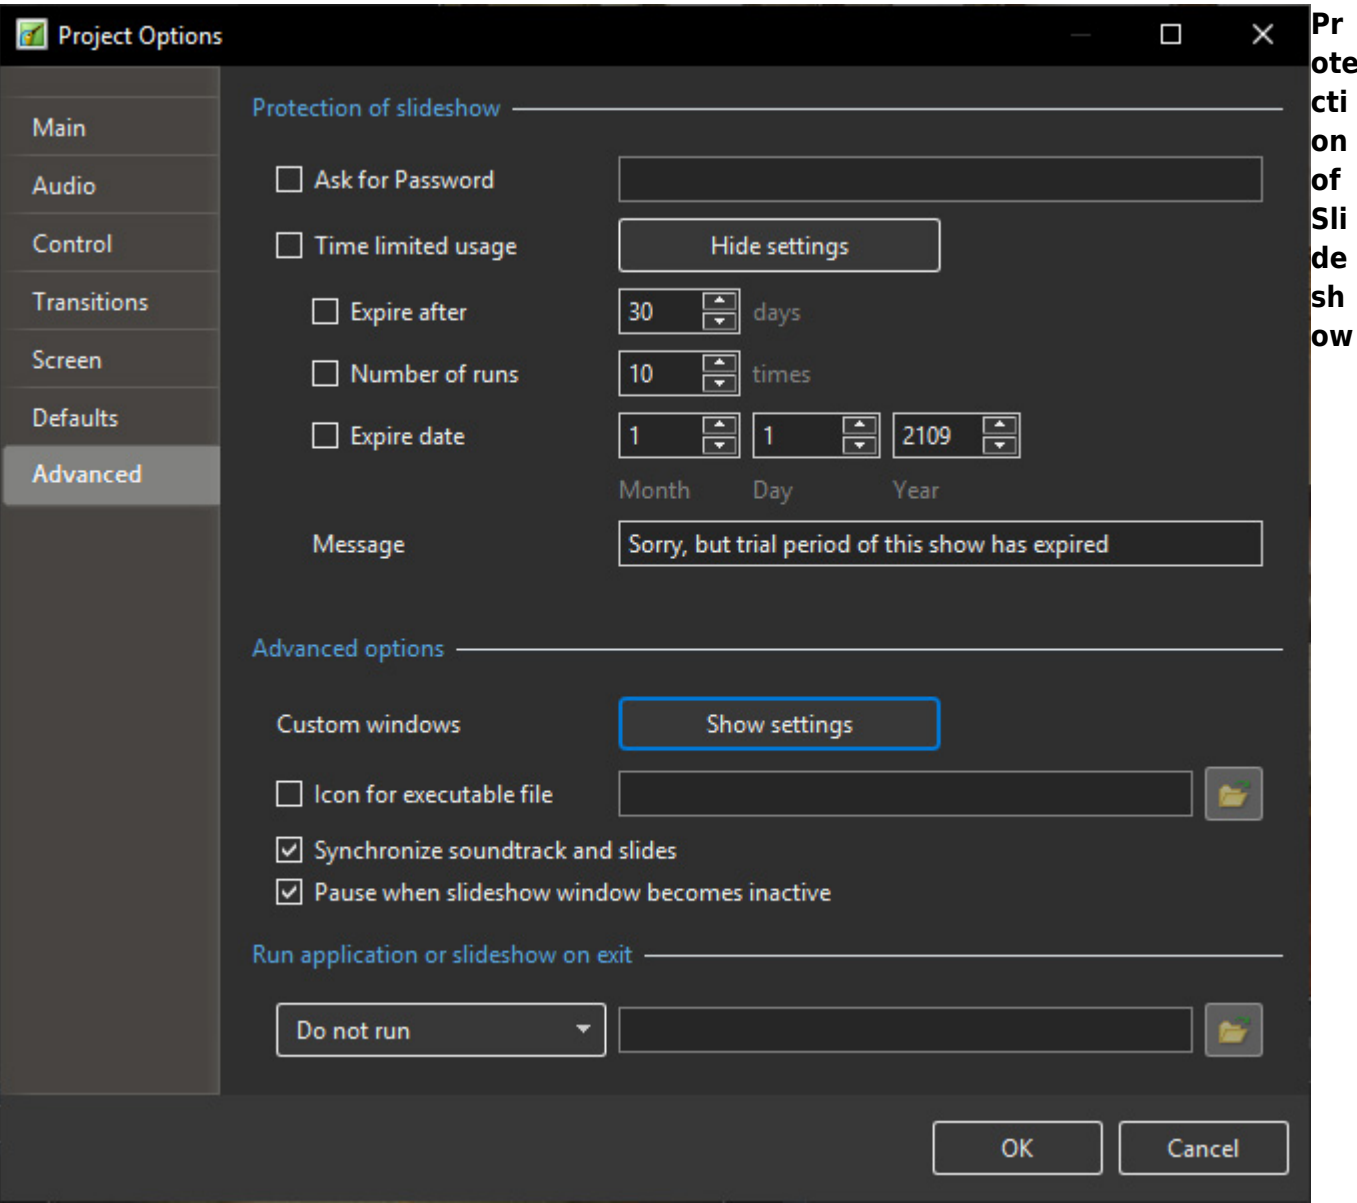 Project Options
Main
Audio
Control
Transitions
Screen
Defaults
Advanced
Protection of slideshow
Ask for Password
Time limited usage Hide settings
Expire after 30 days
Number of runs 10 times
Expire date 1 1 2109
Month Day Year
Message Sorry, but trial period of this show has expired
Advanced options
Custom windows Show settings
Icon for executable file
Synchronize soundtrack and slides
Pause when slideshow window becomes inactive
Run application or slideshow on exit
Do not run
OK Cancel
Pr
ote
cti
on
of
Sli
de
sh
ow